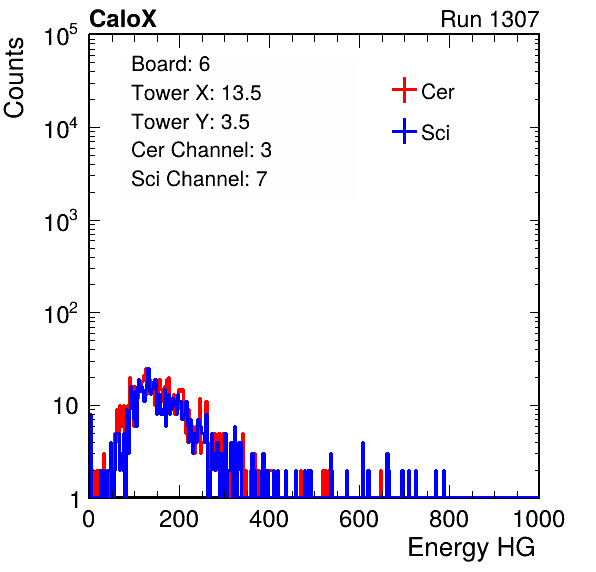 CaloX
Run 1307
Counts
10^5
10^4
10^3
10^2
10
1
Board: 6
Tower X: 13.5
Tower Y: 3.5
Cer Channel: 3
Sci Channel: 7
Cer
Sci
0 200 400 600 800 1000
Energy HG